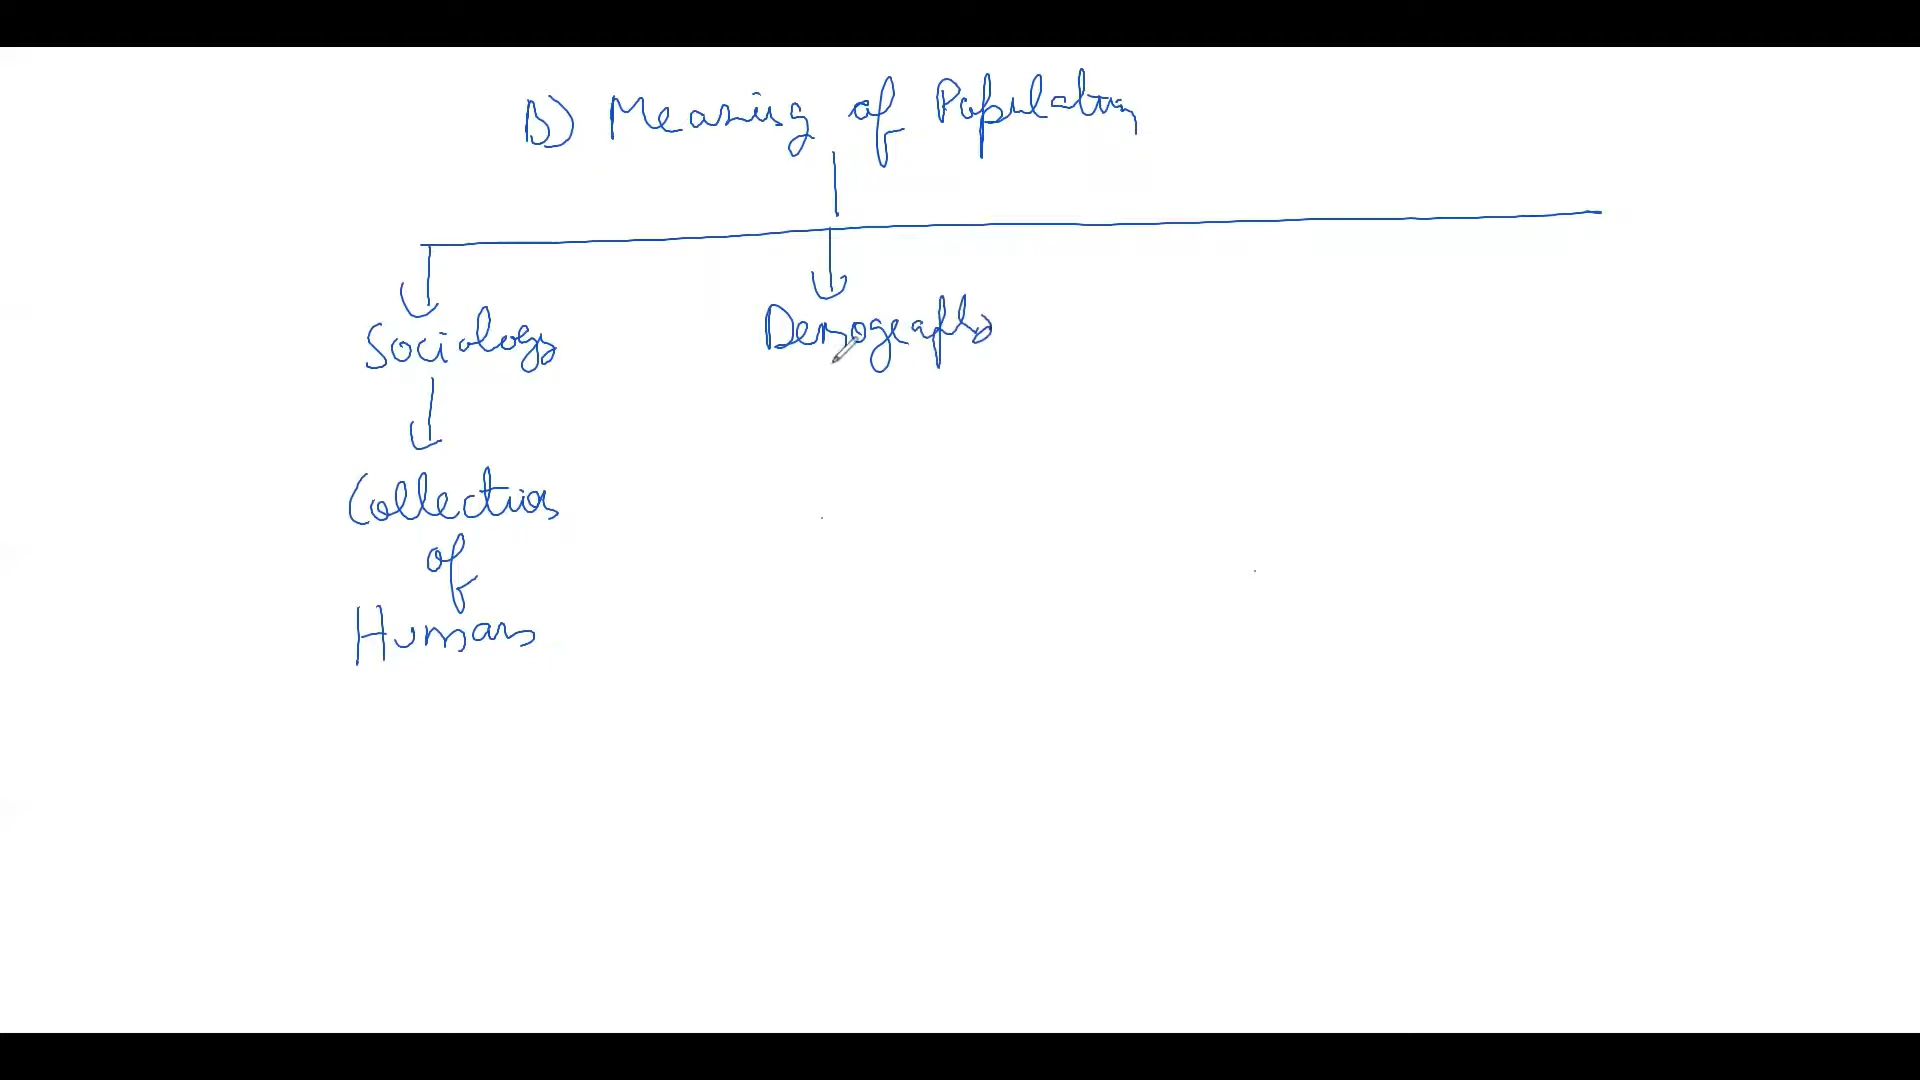 B) Meaning of Population
Sociology
Demography
Collection
of
Humans